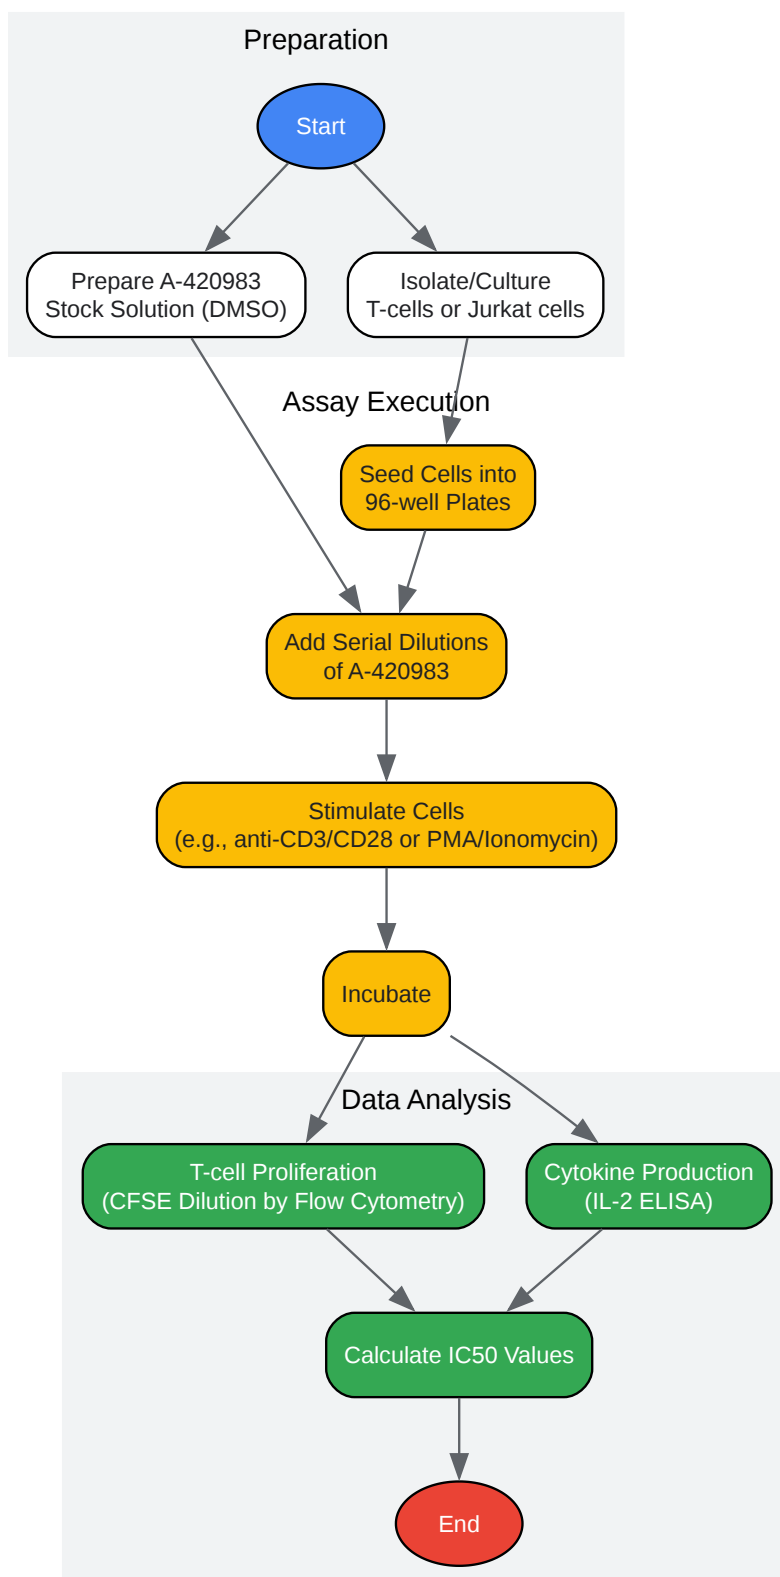 Preparation
Start
Prepare A-420983
Stock Solution (DMSO)
Isolate/Culture
T-cells or Jurkat cells
Assay Execution
Seed Cells into
96-well Plates
Add Serial Dilutions
of A-420983
Stimulate Cells
(e.g., anti-CD3/CD28 or PMA/Ionomycin)
Incubate
Data Analysis
T-cell Proliferation
(CFSE Dilution by Flow Cytometry)
Cytokine Production
(IL-2 ELISA)
Calculate IC50 Values
End